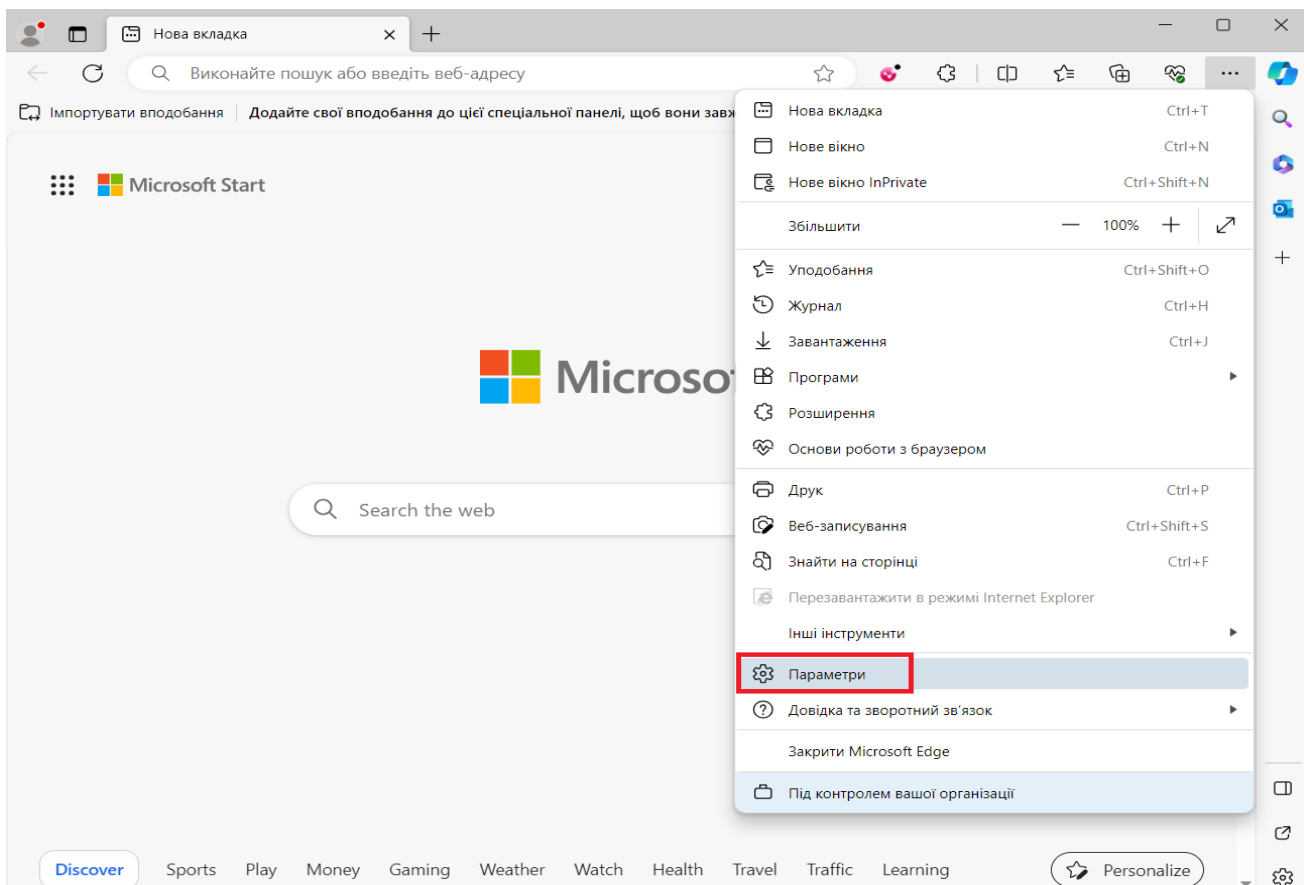 Нова вкладка
Виконайте пошук або введіть веб-адресу
Імпортувати вподобання Додайте свої вподобання до цієї спеціальної панелі, щоб вони завж
Microsoft Start
Microso
Search the web
Нова вкладка Ctrl+T
Нове вікно Ctrl+N
Нове вікно InPrivate Ctrl+Shift+N
Збільшити — 100% +
Уподобання Ctrl+Shift+O
Журнал Ctrl+H
Завантаження Ctrl+J
Програми
Розширення
Основи роботи з браузером
Друк Ctrl+P
Веб-записування Ctrl+Shift+S
Знайти на сторінці Ctrl+F
Перезавантажити в режимі Internet Explorer
Інші інструменти
Параметри
Довідка та зворотний зв'язок
Закрити Microsoft Edge
Під контролем вашої організації
Discover Sports Play Money Gaming Weather Watch Health Travel Traffic Learning Personalize